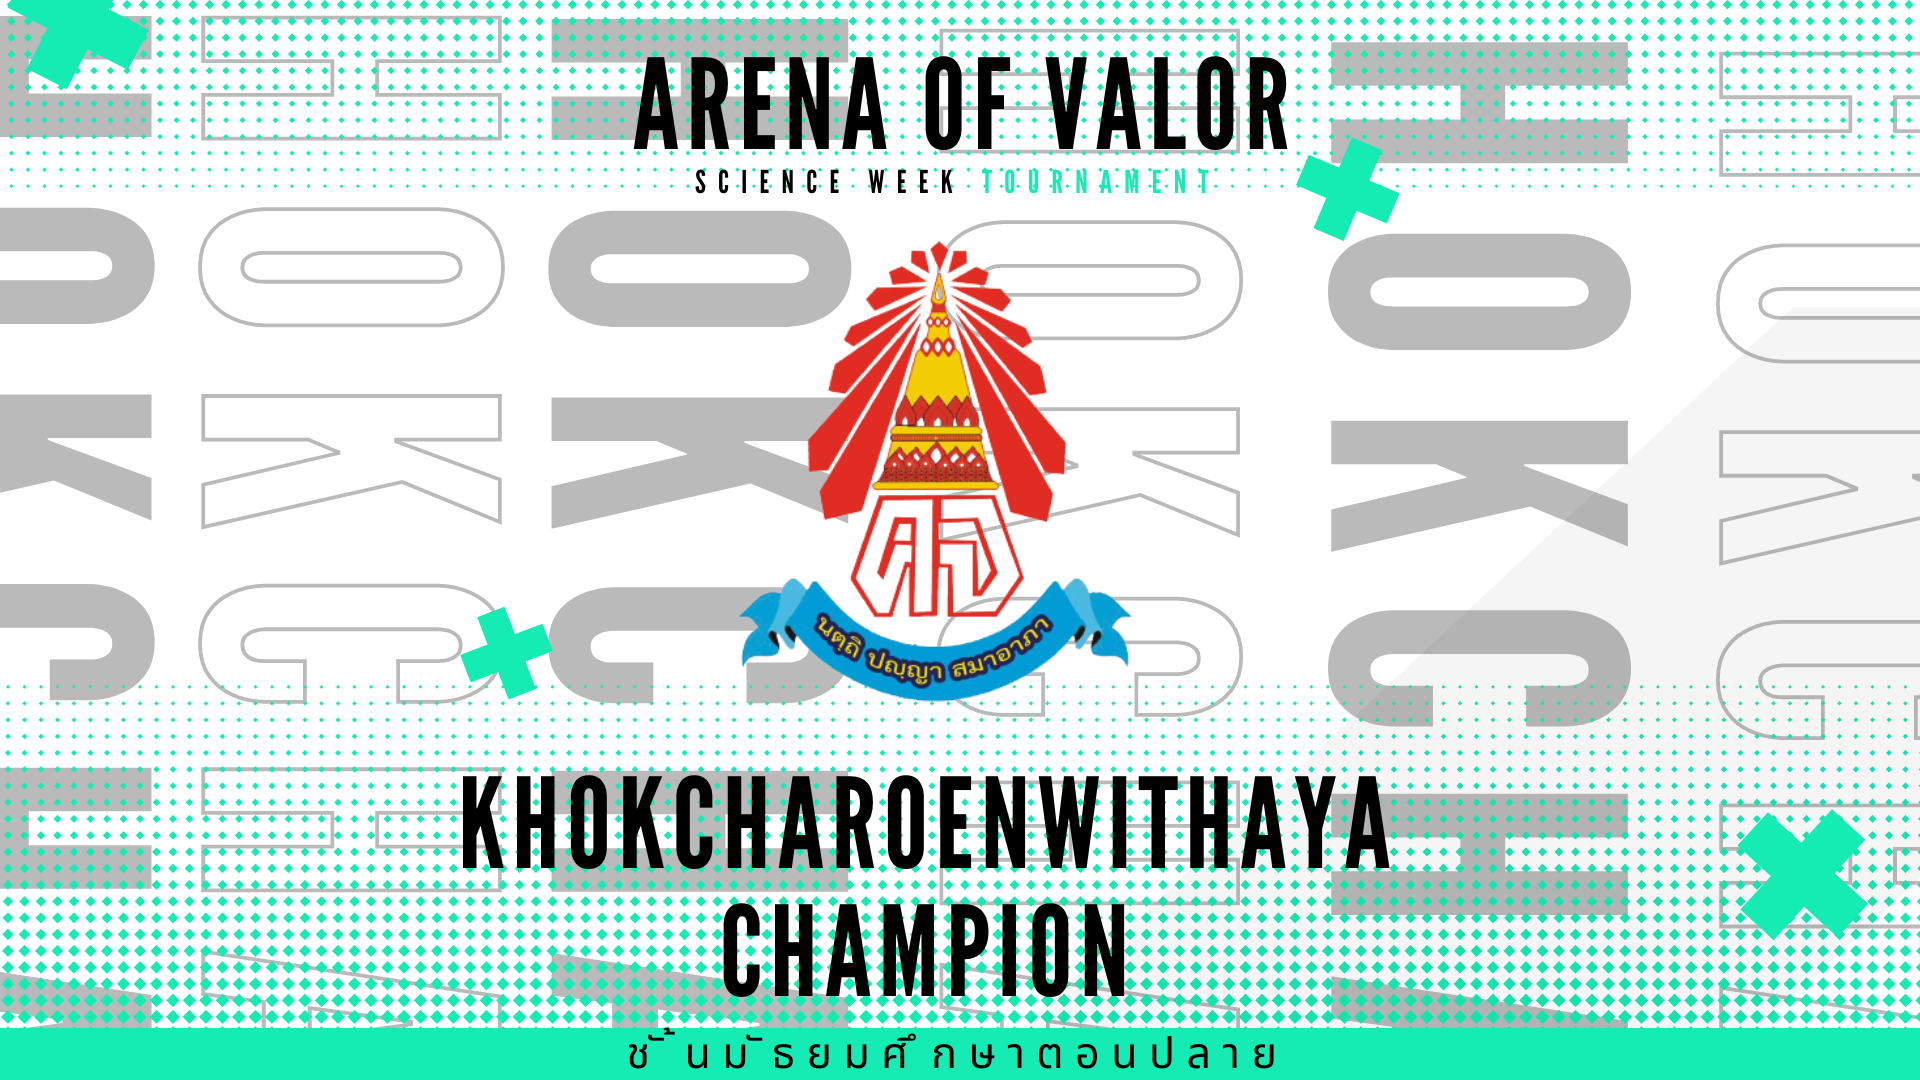 ARENA OF VALOR
SCIENCE WEEK TOURNAMENT
คจ
นตฺถิ ปญฺญา สมาอาภา
KHOKCHAROENWITHAYA
CHAMPION
ชั้นมัธยมศึกษาตอนปลาย